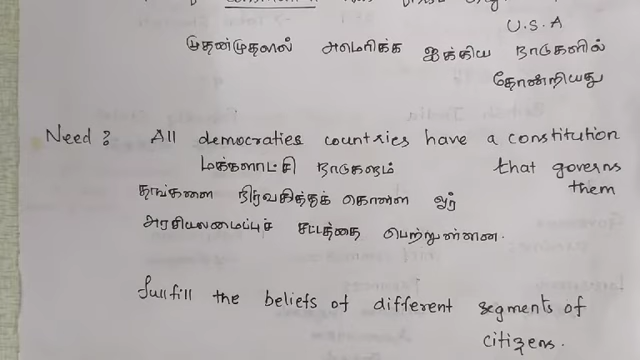 U.S.A
முதன்முதலில் அமெரிக்க ஐக்கிய நாடுகளில்
தோன்றியது
Need? All democraties countries have a constitution
மக்களாட்சி நாடுகளும் that governs
தங்களை நிர்வகித்துக் கொள்ள ஓர் them
அரசியலமைப்புச் சட்டத்தை பெற்றுள்ளன.
fullfill the beliefs of different segments of
citizens.